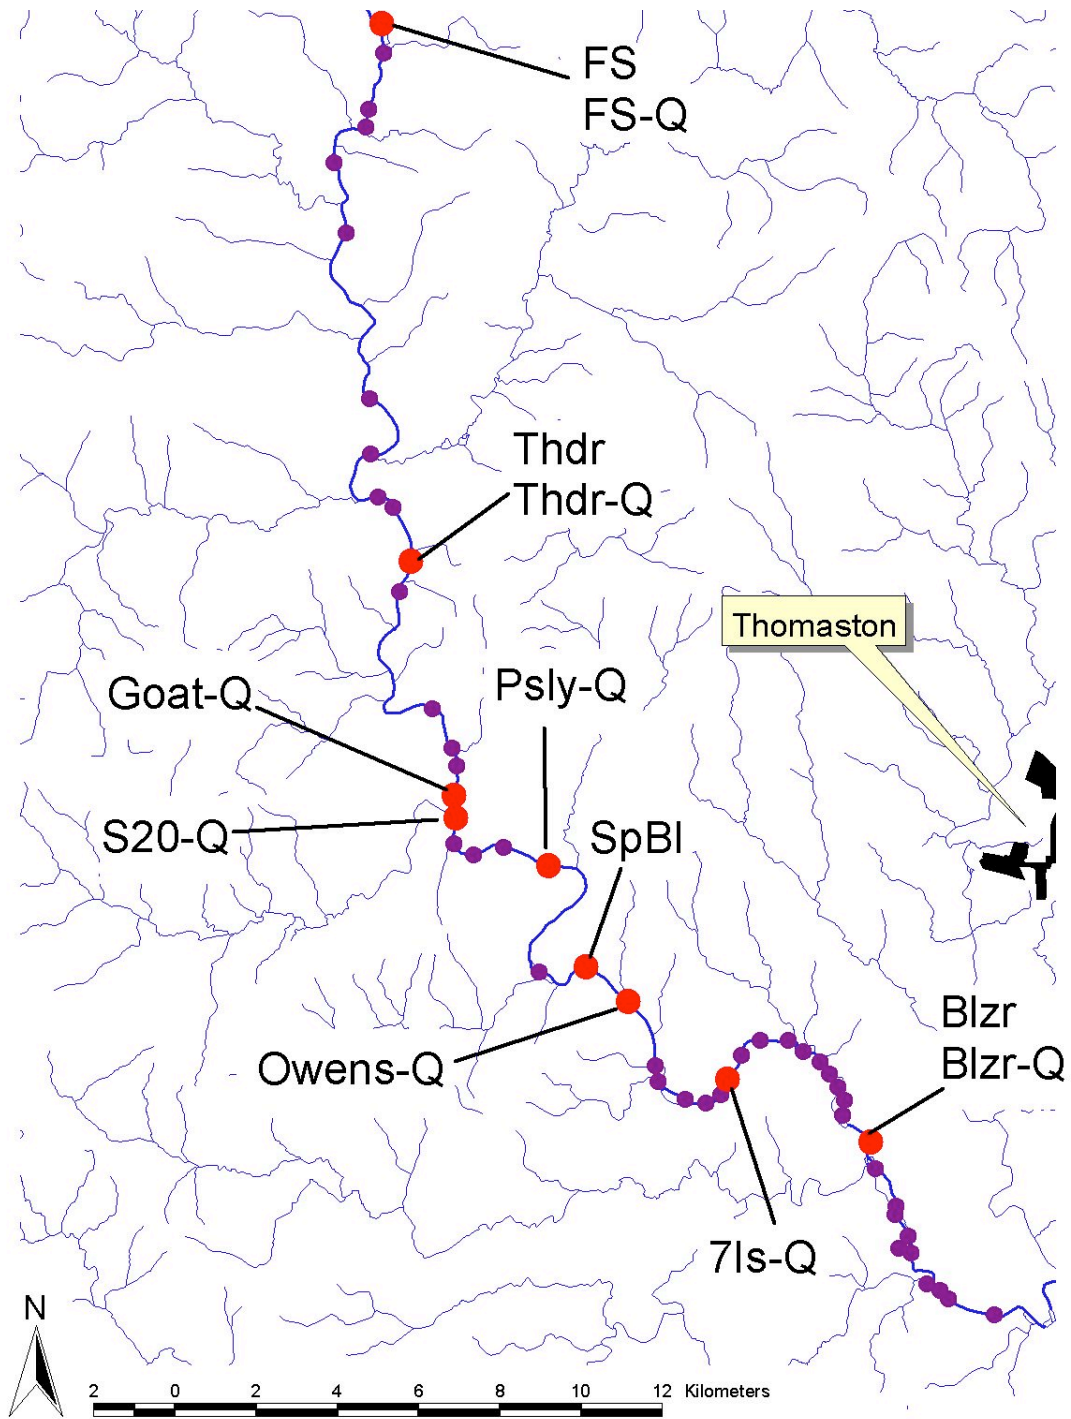 FS
FS-Q
Thdr
Thdr-Q
Thomaston
Goat-Q
Psly-Q
S20-Q
SpBl
Blzr
Blzr-Q
Owens-Q
7Is-Q
N
2 0 2 4 6 8 10 12 Kilometers